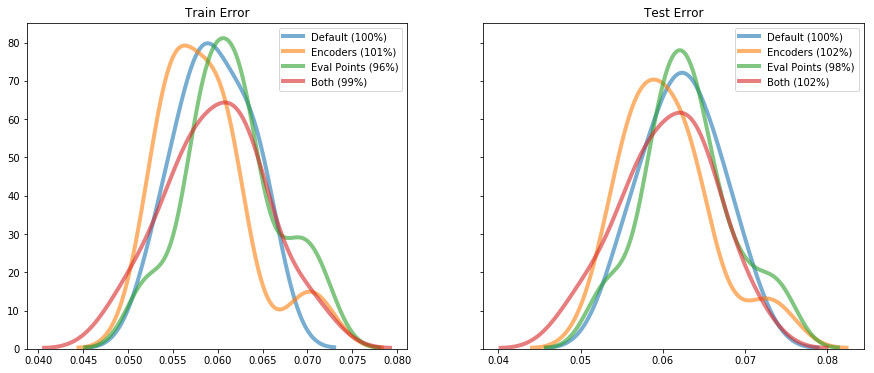 Train Error
Default (100%)
Encoders (101%)
Eval Points (96%)
Both (99%)
80
70
60
50
40
30
20
10
0
0.040 0.045 0.050 0.055 0.060 0.065 0.070 0.075 0.080
Test Error
Default (100%)
Encoders (102%)
Eval Points (98%)
Both (102%)
0.04 0.05 0.06 0.07 0.08